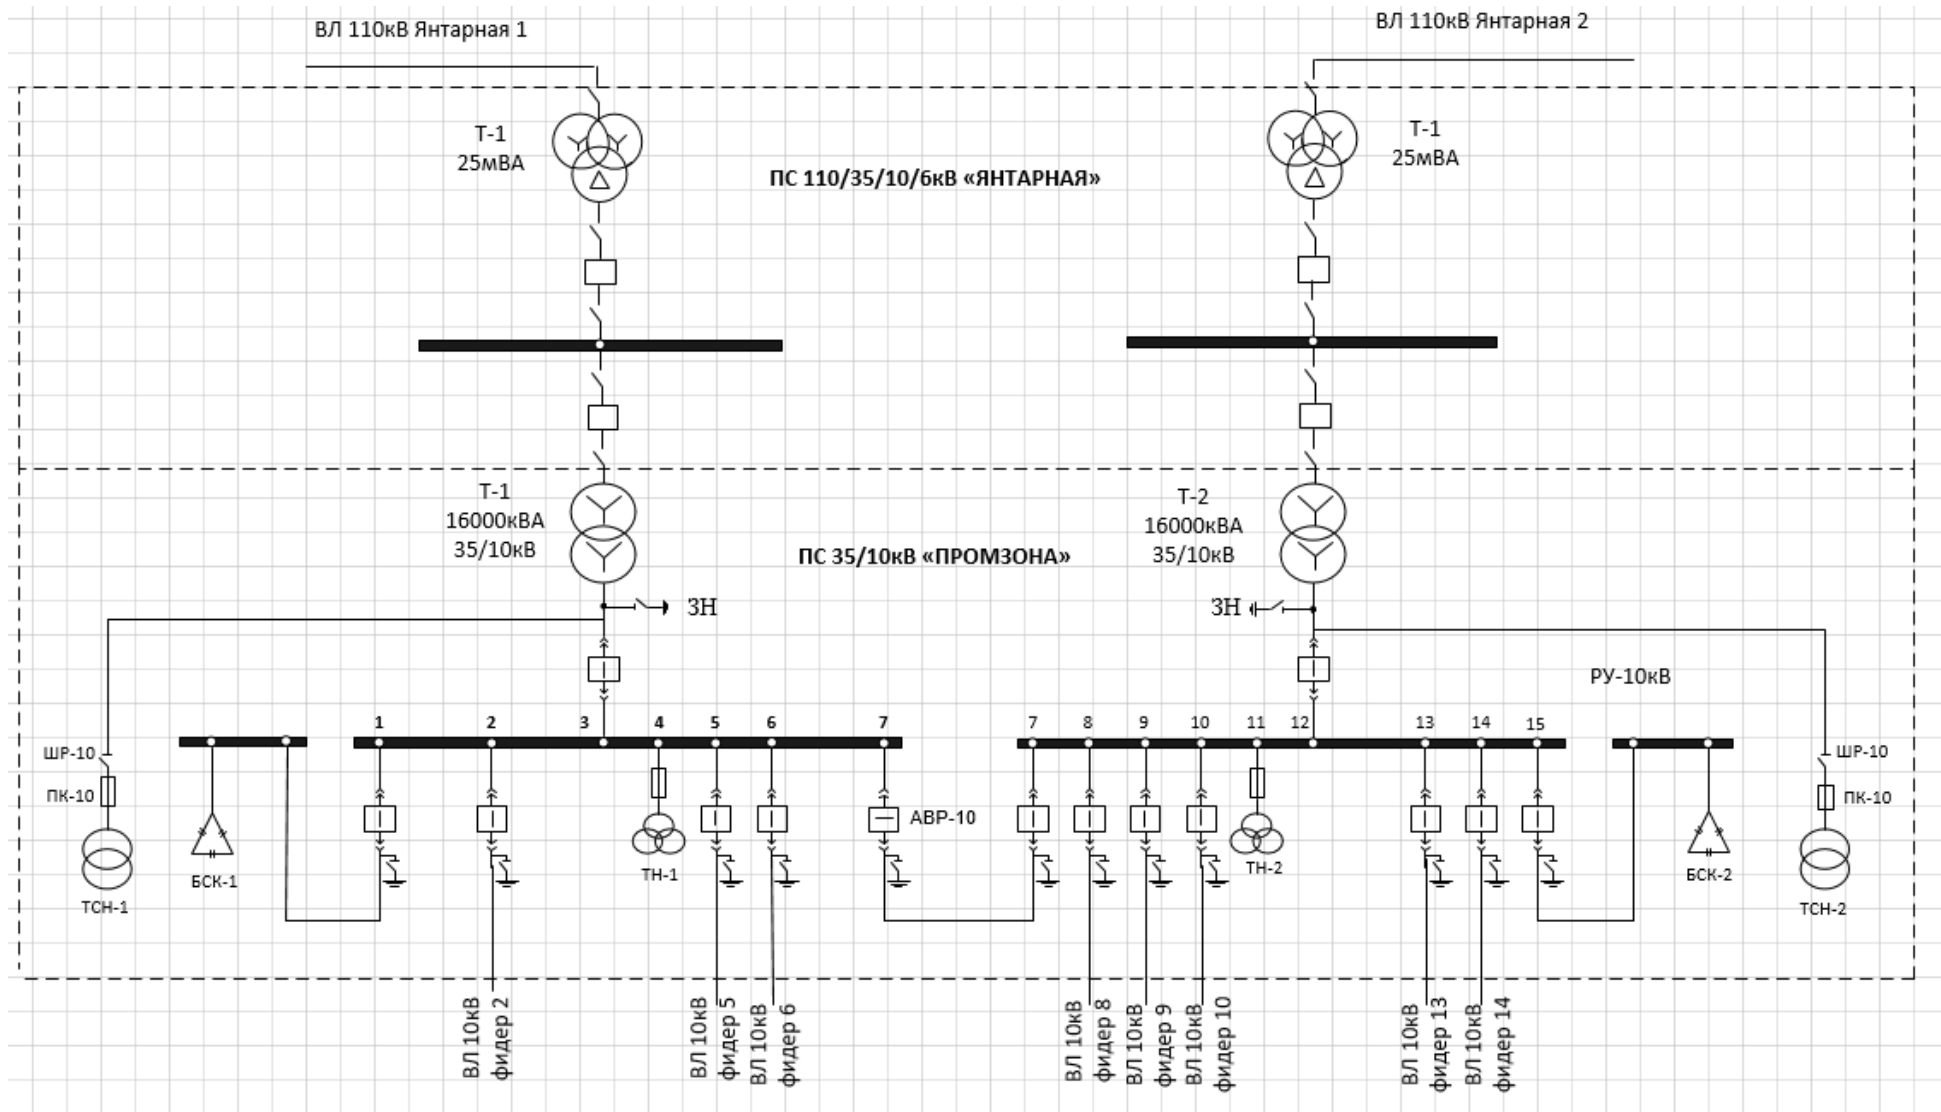 ВЛ 110кВ Янтарная 1
ВЛ 110кВ Янтарная 2
Т-1
25мВА
Т-1
25мВА
ПС 110/35/10/6кВ «ЯНТАРНАЯ»
Т-1
16000кВА
35/10кВ
Т-2
16000кВА
35/10кВ
ПС 35/10кВ «ПРОМЗОНА»
ЗН
ЗН
РУ-10кВ
1
2
3
4
5
6
7
7
8
9
10
11
12
13
14
15
ШР-10
ПК-10
ТСН-1
БСК-1
ТН-1
АВР-10
ТН-2
БСК-2
ШР-10
ПК-10
ТСН-2
ВЛ 10кВ
фидер 2
ВЛ 10кВ
фидер 5
ВЛ 10кВ
фидер 6
ВЛ 10кВ
фидер 8
ВЛ 10кВ
фидер 9
ВЛ 10кВ
фидер 10
ВЛ 10кВ
фидер 13
ВЛ 10кВ
фидер 14